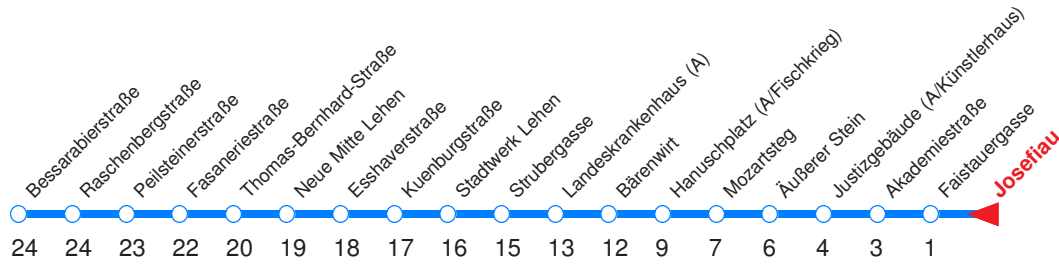 Bessarabierstraße
Raschenbergstraße
Peilsteinerstraße
Fasaneriestraße
Thomas-Bernhard-Straße
Neue Mitte Lehen
Esshaverstraße
Kuenburgstraße
Stadtwerk Lehen
Strubergasse
Landeskrankenhaus (A)
Bärenwirt
Hanuschplatz (A/Fischkrieg)
Mozartsteg
Äußerer Stein
Justizgebäude (A/Künstlerhaus)
Akademiestraße
Faistauergasse
Josefiau
24 24 23 22 20 19 18 17 16 15 13 12 9 7 6 4 3 1